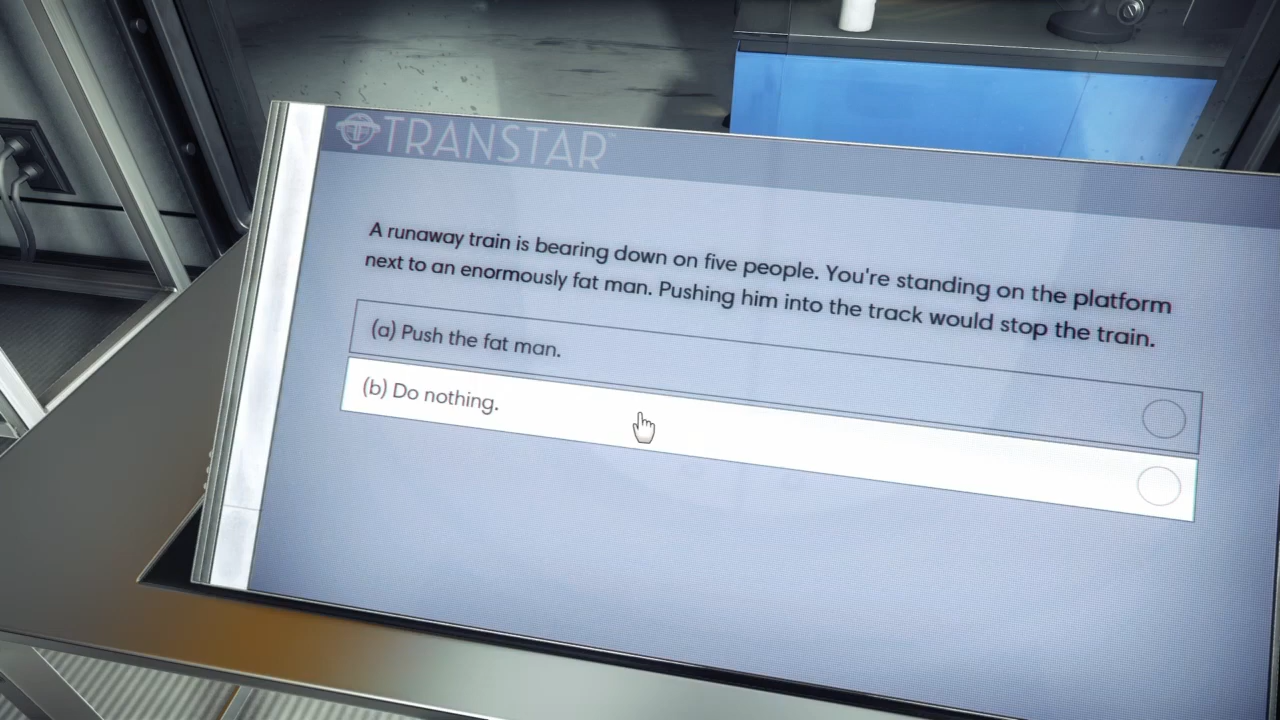 TRANSTAR
A runaway train is bearing down on five people. You're standing on the platform
next to an enormously fat man. Pushing him into the track would stop the train.
(a) Push the fat man.
(b) Do nothing.